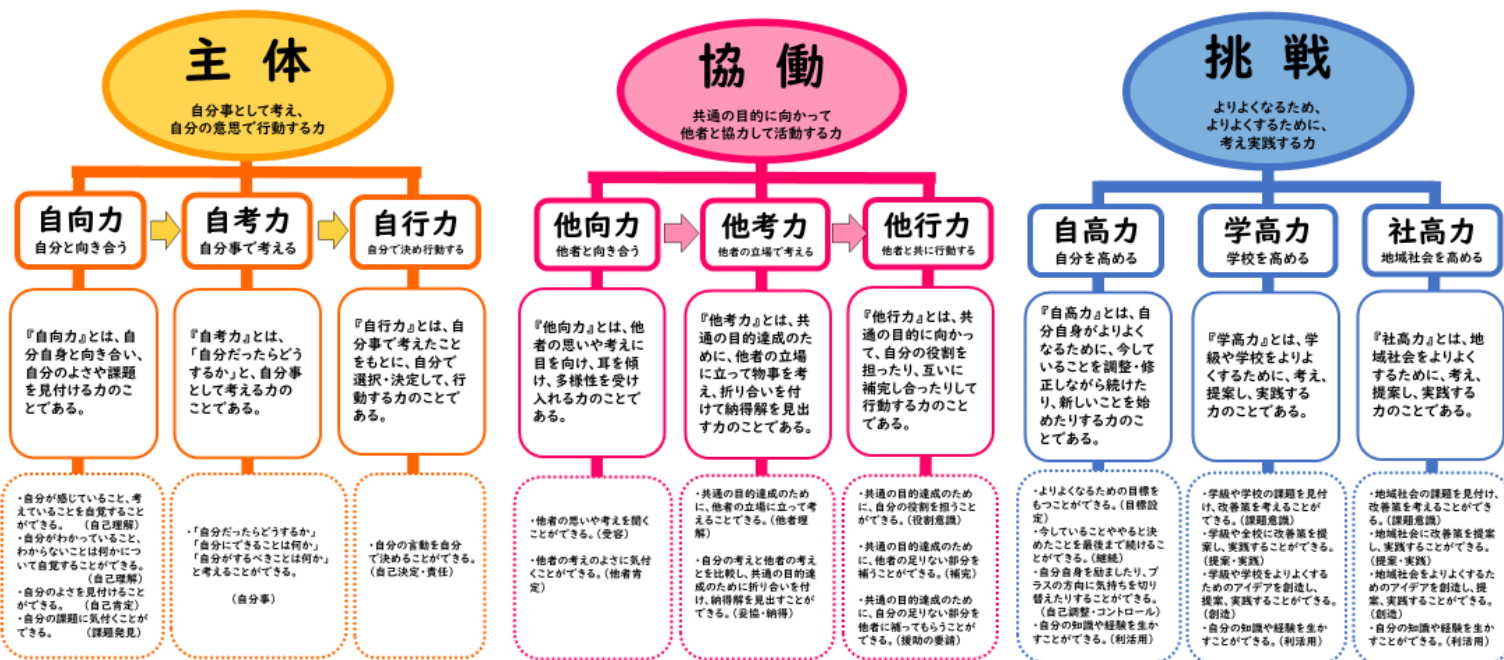 主 体
自分事として考え、
自分の意思で行動する力
自向力
自分と向き合う
自考力
自分事で考える
自行力
自分で決め行動する
『自向力』とは、自
分自身と向き合い、
自分のよさや課題
を見付ける力のこ
とである。
『自考力』とは、
「自分だったらどう
するか」と、自分事
として考える力の
ことである。
『自行力』とは、自
分事で考えたこと
をもとに、自分で
選択・決定して、行
動する力のことで
ある。
・自分が感じていること、考
えていることを自覚すること
ができる。 (自己理解)
・自分がわかっていること、
わからないことは何かにつ
いて自覚することができる。
(自己理解)
・自分のよさを見付けること
ができる。 (自己肯定)
・自分の課題に気付くことが
できる。 (課題発見)
・「自分だったらどうするか」
「自分にできることは何か」
「自分がするべきことは何か」
と考えることができる。
(自分事)
・自分の言動を自分
で決めることができる。
(自己決定・責任)
協 働
共通の目的に向かって
他者と協力して活動する力
他向力
他者と向き合う
他考力
他者の立場で考える
他行力
他者と共に行動する
『他向力』とは、他
者の思いや考えに
目を向け、耳を傾
け、多様性を受け
入れる力のことで
ある。
『他考力』とは、共
通の目的達成のた
めに、他者の立場
に立って物事を考
え、折り合いを付
けて納得解を見出
す力のことである。
『他行力』とは、共
通の目的に向かっ
て、自分の役割を
担ったり、互いに
補完し合ったりして
行動する力のこと
である。
・他者の思いや考えを聞く
ことができる。(受容)
・他者の考えのよさに気付
くことができる。(他者肯
定)
・共通の目的達成のため
に、他者の立場に立って考
えることできる。(他者理
解)
・自分の考えと他者の考え
とを比較し、共通の目的達
成のために折り合いを付
け、納得解を見出すことが
できる。(妥協・納得)
・共通の目的達成のため
に、自分の役割を担うこと
ができる。(役割意識)
・共通の目的達成のため
に、他者の足りない部分を
補うことができる。(補完)
・共通の目的達成のため
に、自分の足りない部分を
他者に補ってもらうことが
できる。(援助の要請)
挑 戦
よりよくなるため、
よりよくするために、
考え実践する力
自高力
自分を高める
学高力
学校を高める
社高力
地域社会を高める
『自高力』とは、自
分自身がよりよく
なるために、今して
いることを調整・修
正しながら続けた
り、新しいことを始
めたりする力のこ
とである。
『学高力』とは、学
級や学校をよりよ
くするために、考え、
提案し、実践する
力のことである。
『社高力』とは、地
域社会をよりよく
するために、考え、
提案し、実践する
力のことである。
・よりよくなるための目標を
もつことができる。(目標設
定)
・今していることややると決
めたことを最後まで続けるこ
とができる。(継続)
・自分自身を励ましたり、プ
ラスの方向に気持ちを切り
替えたりすることができる。
(自己調整・コントロール)
・自分の知識や経験を生か
すことができる。(利活用)
・学級や学校の課題を見付
け、改善策を考えることが
できる。(課題意識)
・学級や全校に改善策を提
案し、実践することができる。
(提案・実践)
・学級や学校をよりよくする
ためのアイデアを創造し、
提案、実践することができる。
(創造)
・自分の知識や経験を生か
すことができる。(利活用)
・地域社会の課題を見付け、
改善策を考えることができ
る。(課題意識)
・地域社会に改善策を提案
し、実践することができる。
(提案・実践)
・地域社会をよりよくするた
めのアイデアを創造し、提
案、実践することができる。
(創造)
・自分の知識や経験を生か
すことができる。(利活用)